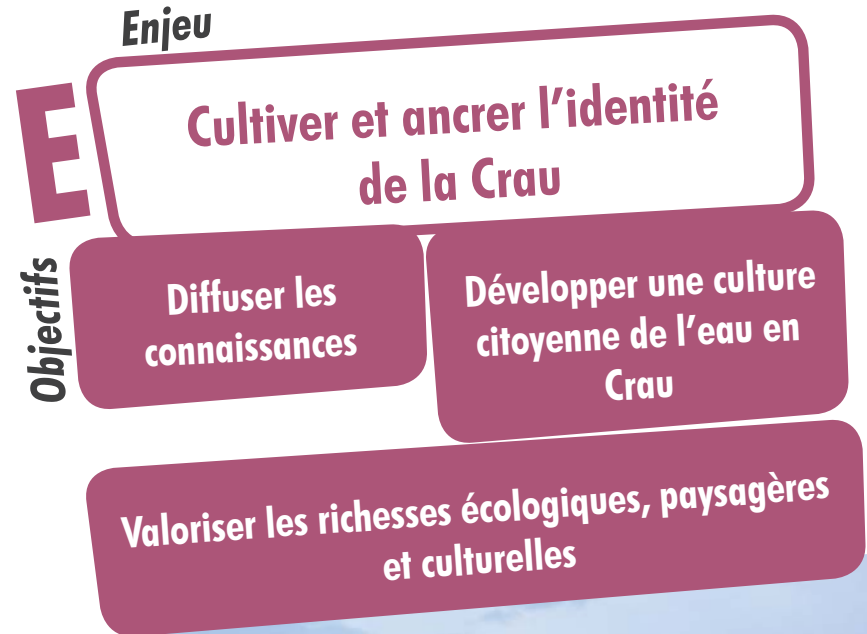 Enjeu
E
Cultiver et ancrer l'identité
de la Crau
Objectifs
Diffuser les
connaissances
Développer une culture
citoyenne de l'eau en
Crau
Valoriser les richesses écologiques, paysagères
et culturelles